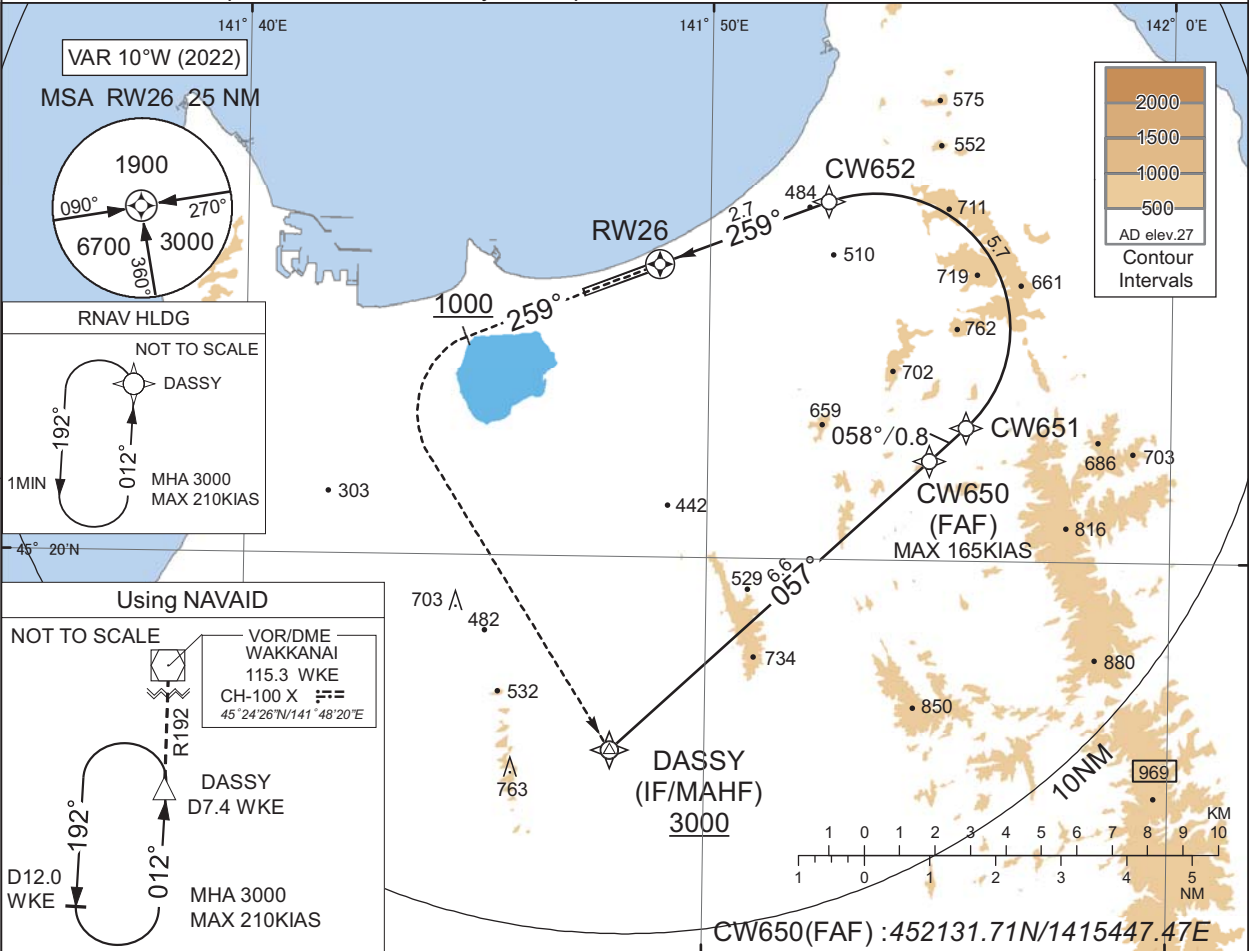 141° 40'E
141° 50'E
142° 0'E
VAR 10°W (2022)
MSA RW26 25 NM
1900
090°
270°
6700
3000
360°
RNAV HLDG
NOT TO SCALE
DASSY
192°
012°
1MIN
MHA 3000
MAX 210KIAS
45° 20'N
Using NAVAID
NOT TO SCALE
VOR/DME
WAKKANAI
115.3 WKE
CH-100 X
45°24'26"N/141°48'20"E
R192
DASSY
D7.4 WKE
192°
012°
D12.0
WKE
MHA 3000
MAX 210KIAS
2000
1500
1000
500
AD elev.27
Contour
Intervals
575
552
CW652
484
2.7
259°
711
RW26
510
5.7
719
661
1000
259°
762
702
659
058°/0.8
CW651
686
703
CW650
(FAF)
MAX 165KIAS
303
442
816
529
6.6
057°
703
482
734
880
532
850
DASSY
(IF/MAHF)
3000
763
10NM
969
KM
1 0 1 2 3 4 5 6 7 8 9 10
1 0 1 2 3 4 5
NM
CW650(FAF) :452131.71N/1415447.47E